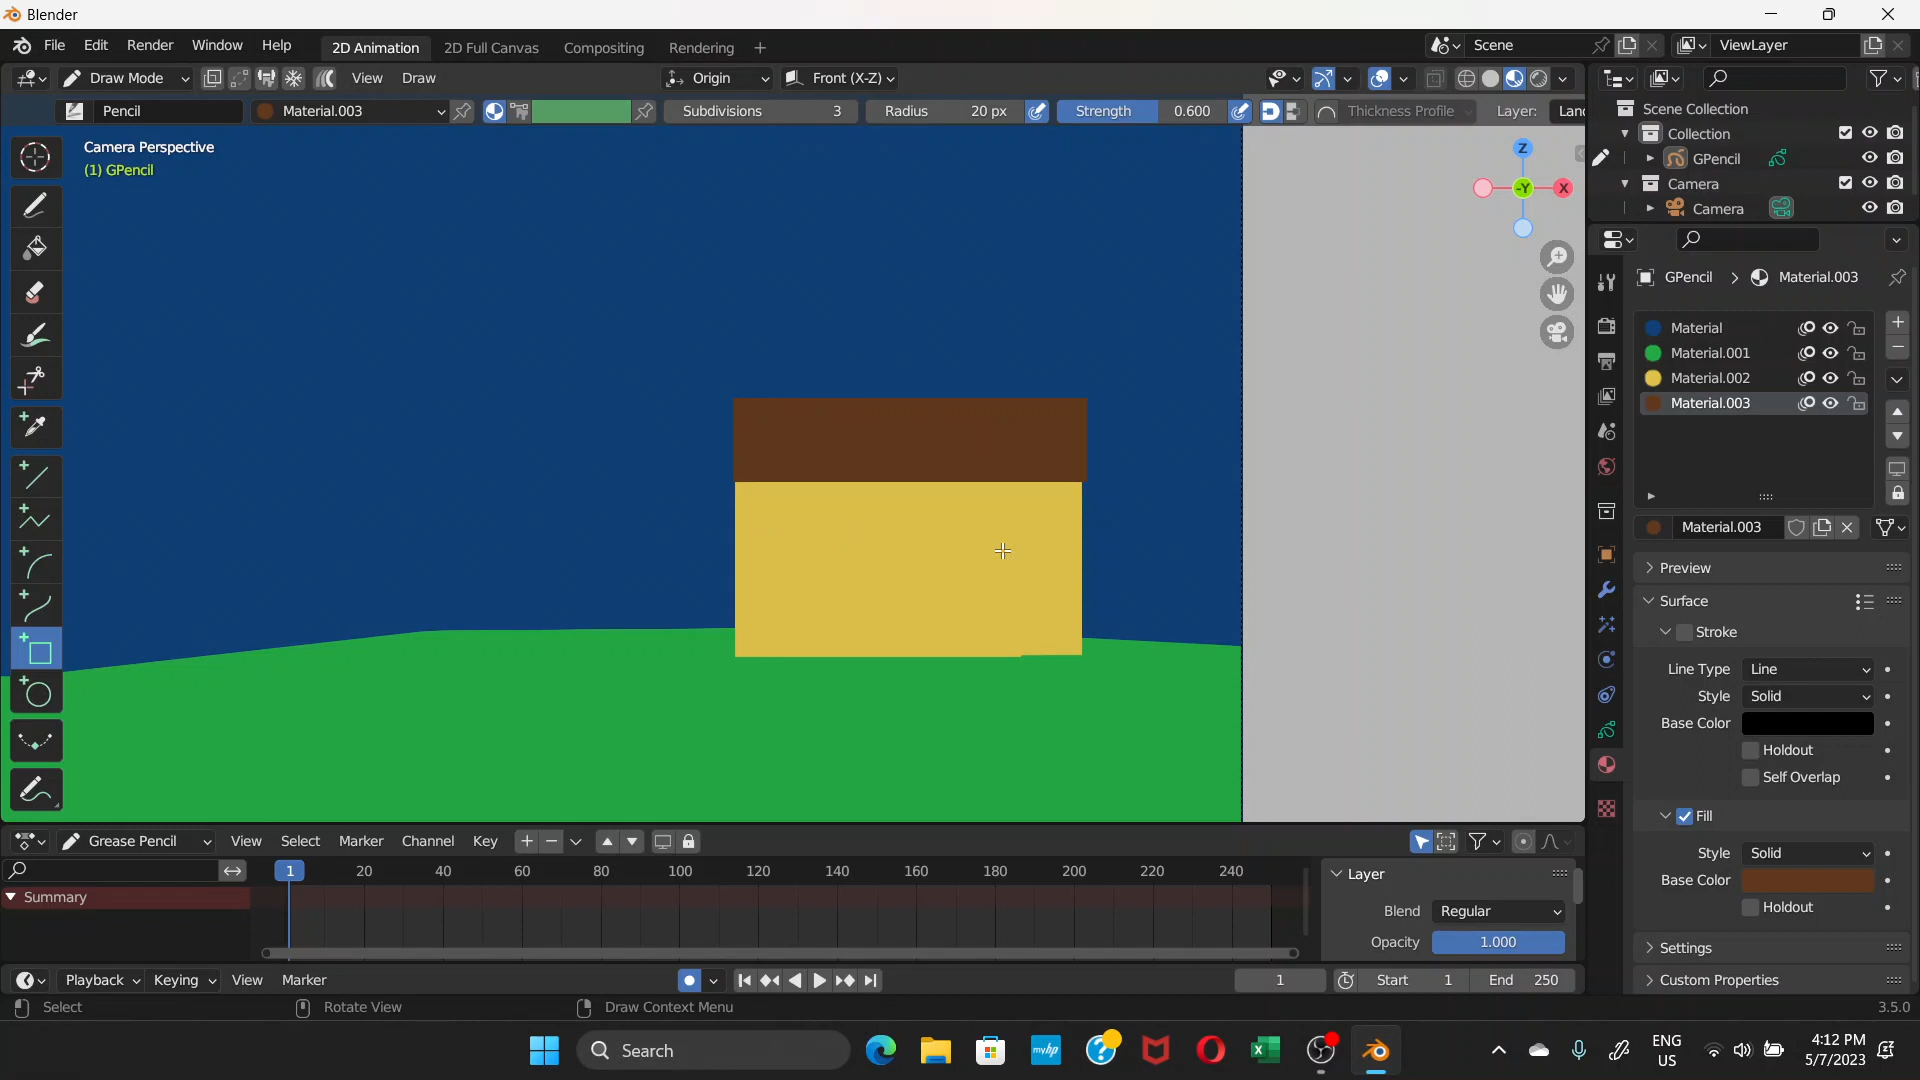 Blender
File Edit Render Window Help 2D Animation 2D Full Canvas Compositing Rendering + Scene ViewLayer
Draw Mode View Draw Origin Front (X-Z)
Pencil Material.003 Subdivisions 3 Radius 20 px Strength 0.600 Thickness Profile Layer: Lanc
Camera Perspective
(1) GPencil
Z
-Y X
Scene Collection
Collection
GPencil
Camera
Camera
GPencil > Material.003
Material
Material.001
Material.002
Material.003
Material.003
Preview
Surface
Stroke
Line Type Line
Style Solid
Base Color
Holdout
Self Overlap
Fill
Style Solid
Base Color
Holdout
Settings
Custom Properties
Grease Pencil View Select Marker Channel Key
1 20 40 60 80 100 120 140 160 180 200 220 240
Summary
Layer
Blend Regular
Opacity 1.000
Playback Keying View Marker 1 Start 1 End 250
Select Rotate View Draw Context Menu 3.5.0
Search myhp ENG US 4:12 PM 5/7/2023